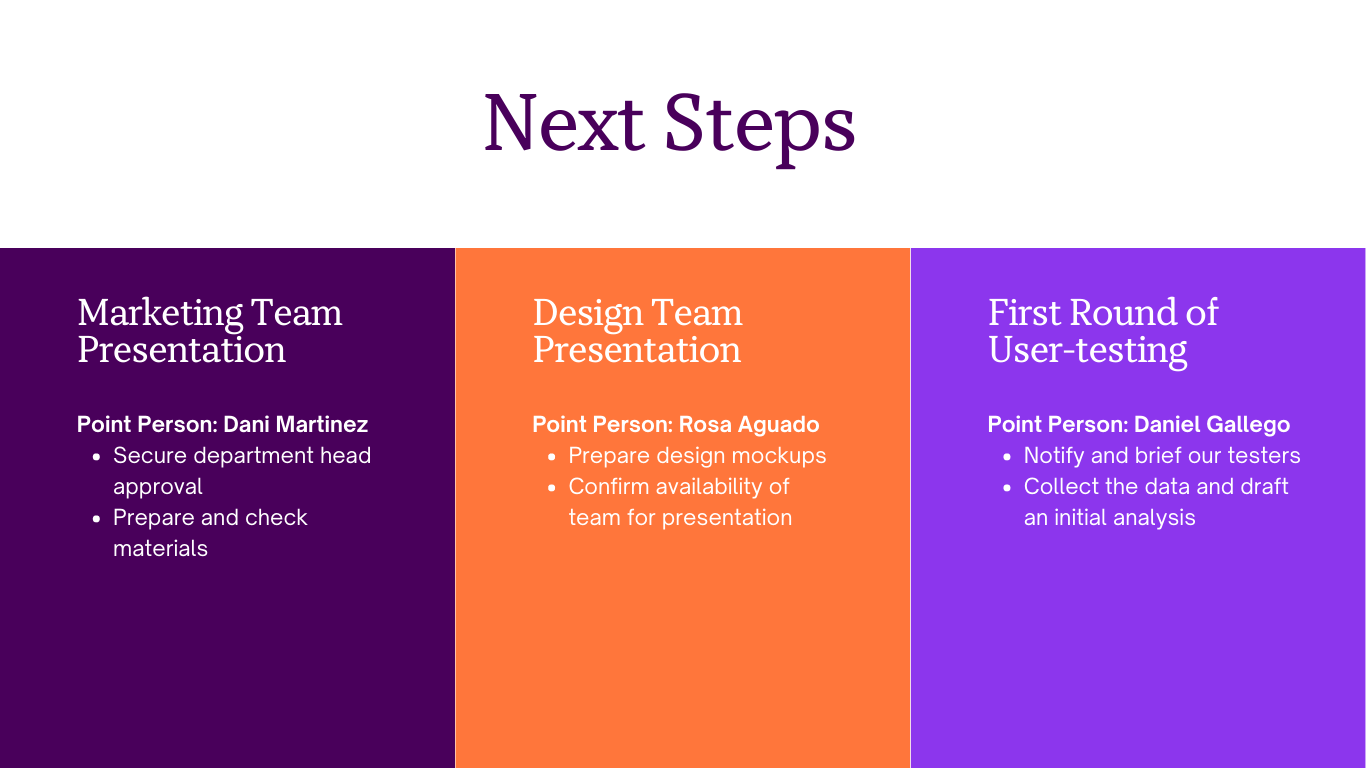 Next Steps
Marketing Team
Presentation
Point Person: Dani Martinez
• Secure department head
approval
• Prepare and check
materials
Design Team
Presentation
Point Person: Rosa Aguado
• Prepare design mockups
• Confirm availability of
team for presentation
First Round of
User-testing
Point Person: Daniel Gallego
• Notify and brief our testers
• Collect the data and draft
an initial analysis